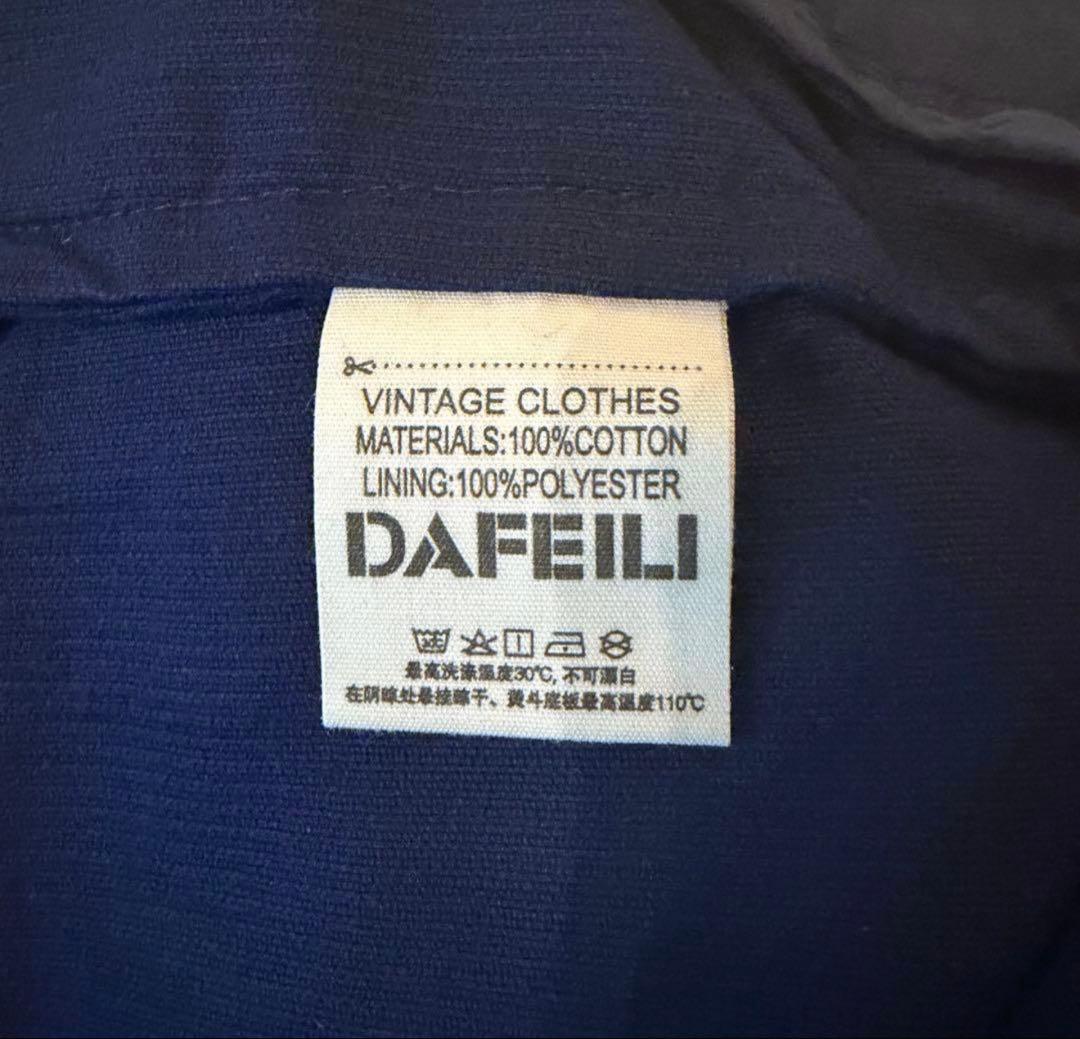 VINTAGE CLOTHES
MATERIALS:100%COTTON
LINING:100%POLYESTER
DAFEILI
最高洗涤温度30℃, 不可漂白
在阴晾处悬挂晾干、熨斗底板最高温度110℃